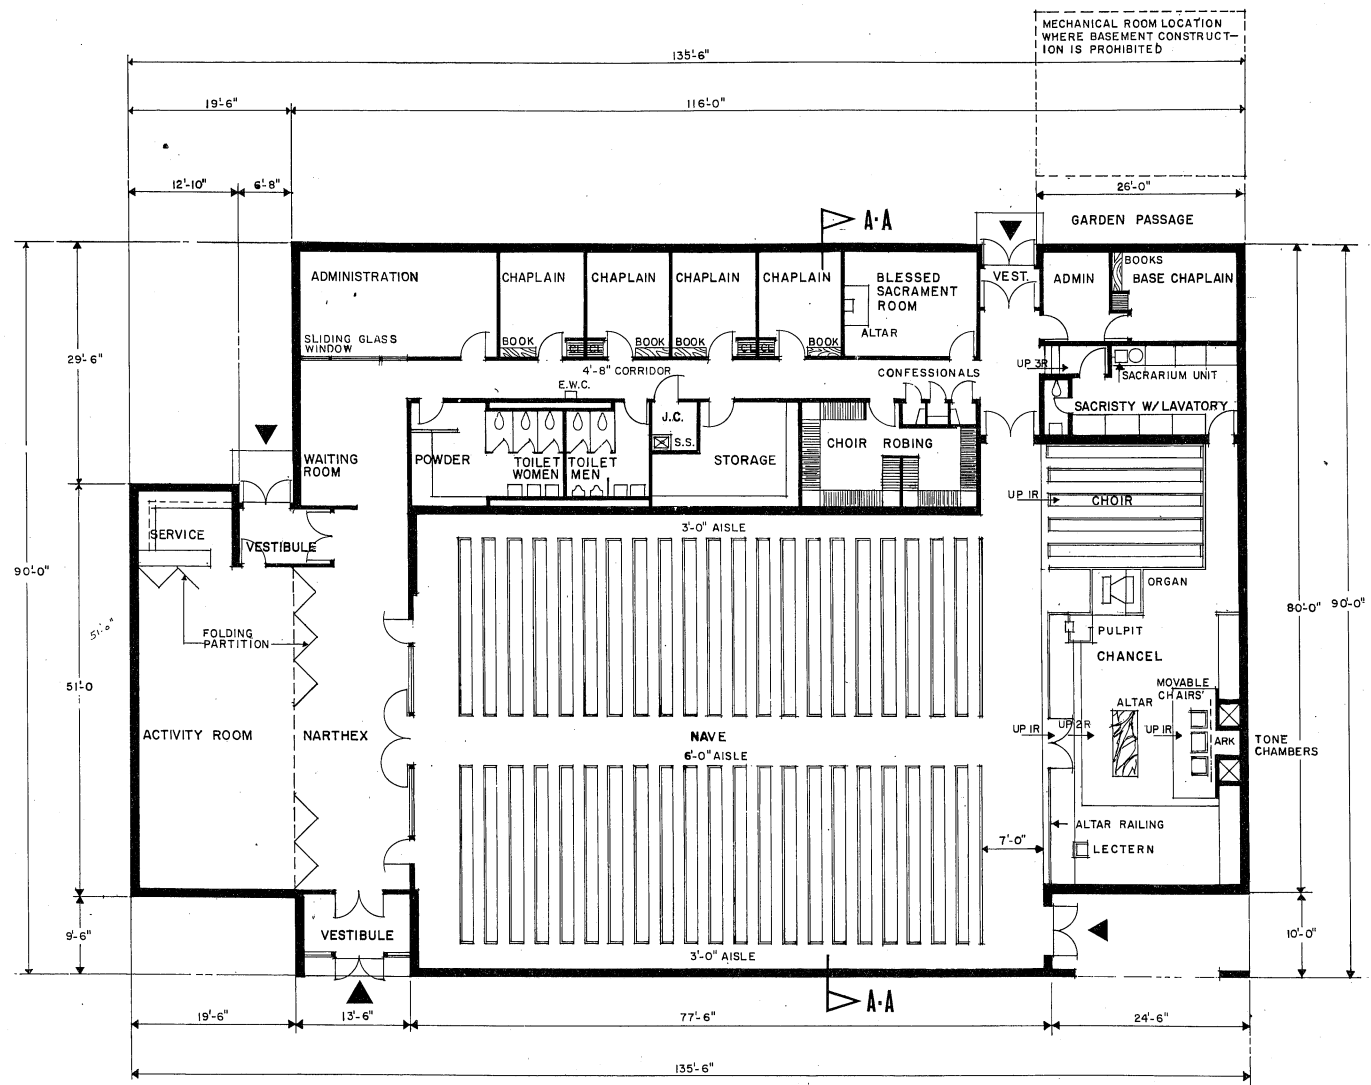 MECHANICAL ROOM LOCATION
WHERE BASEMENT CONSTRUCT-
ION IS PROHIBITED
135'-6"
19'-6"
116'-0"
12'-10"
6'-8"
26'-0"
A·A
GARDEN PASSAGE
ADMINISTRATION
CHAPLAIN
CHAPLAIN
CHAPLAIN
CHAPLAIN
BLESSED
SACRAMENT
ROOM
VEST.
ADMIN
BOOKS
BASE CHAPLAIN
ALTAR
SLIDING GLASS
WINDOW
BOOK
BOOK
BOOK
BOOK
29'-6"
4'-8" CORRIDOR
CONFESSIONALS
UP 3R
SACRARIUM UNIT
E.W.C.
J.C.
S.S.
SACRISTY W/LAVATORY
CHOIR ROBING
WAITING
ROOM
POWDER
TOILET
WOMEN
TOILET
MEN
STORAGE
UP 1R
CHOIR
3'-0" AISLE
SERVICE
VESTIBULE
90'-0"
ORGAN
80'-0"
90'-0"
51'-0"
FOLDING
PARTITION
PULPIT
CHANCEL
51'-0
MOVABLE
CHAIRS'
ALTAR
ACTIVITY ROOM
NARTHEX
NAVE
6'-0" AISLE
UP 1R
UP 2R
UP 1R
ARK
TONE
CHAMBERS
ALTAR RAILING
7'-0"
LECTERN
9'-6"
VESTIBULE
3'-0" AISLE
10'-0"
A·A
19'-6"
13'-6"
77'-6"
24'-6"
135'-6"